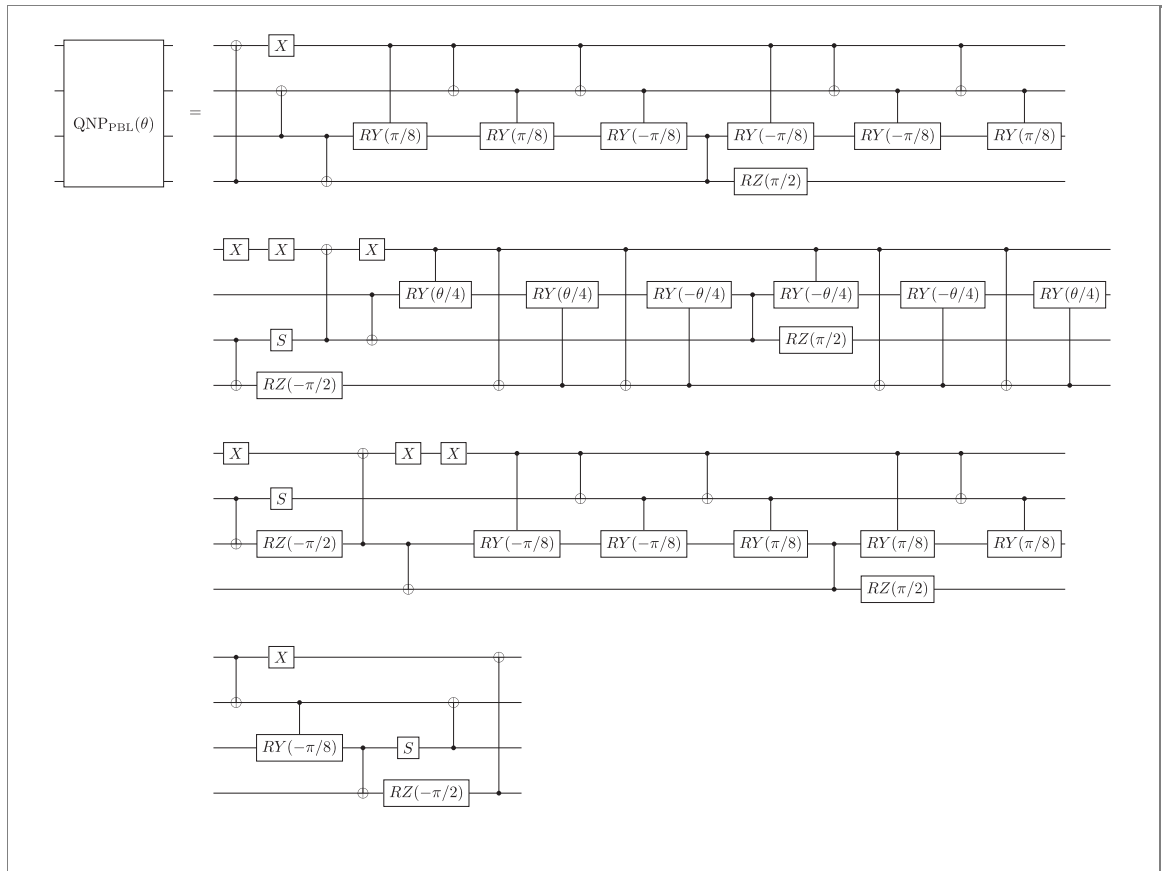 X
QNP_PBL(θ) =
RY(π/8) RY(π/8) RY(−π/8) RY(−π/8) RY(−π/8) RY(π/8)
RZ(π/2)
X X X
RY(θ/4) RY(θ/4) RY(−θ/4) RY(−θ/4) RY(−θ/4) RY(θ/4)
S RZ(π/2)
RZ(−π/2)
X X X
S
RZ(−π/2) RY(−π/8) RY(−π/8) RY(π/8) RY(π/8) RY(π/8)
RZ(π/2)
X
RY(−π/8) S
RZ(−π/2)